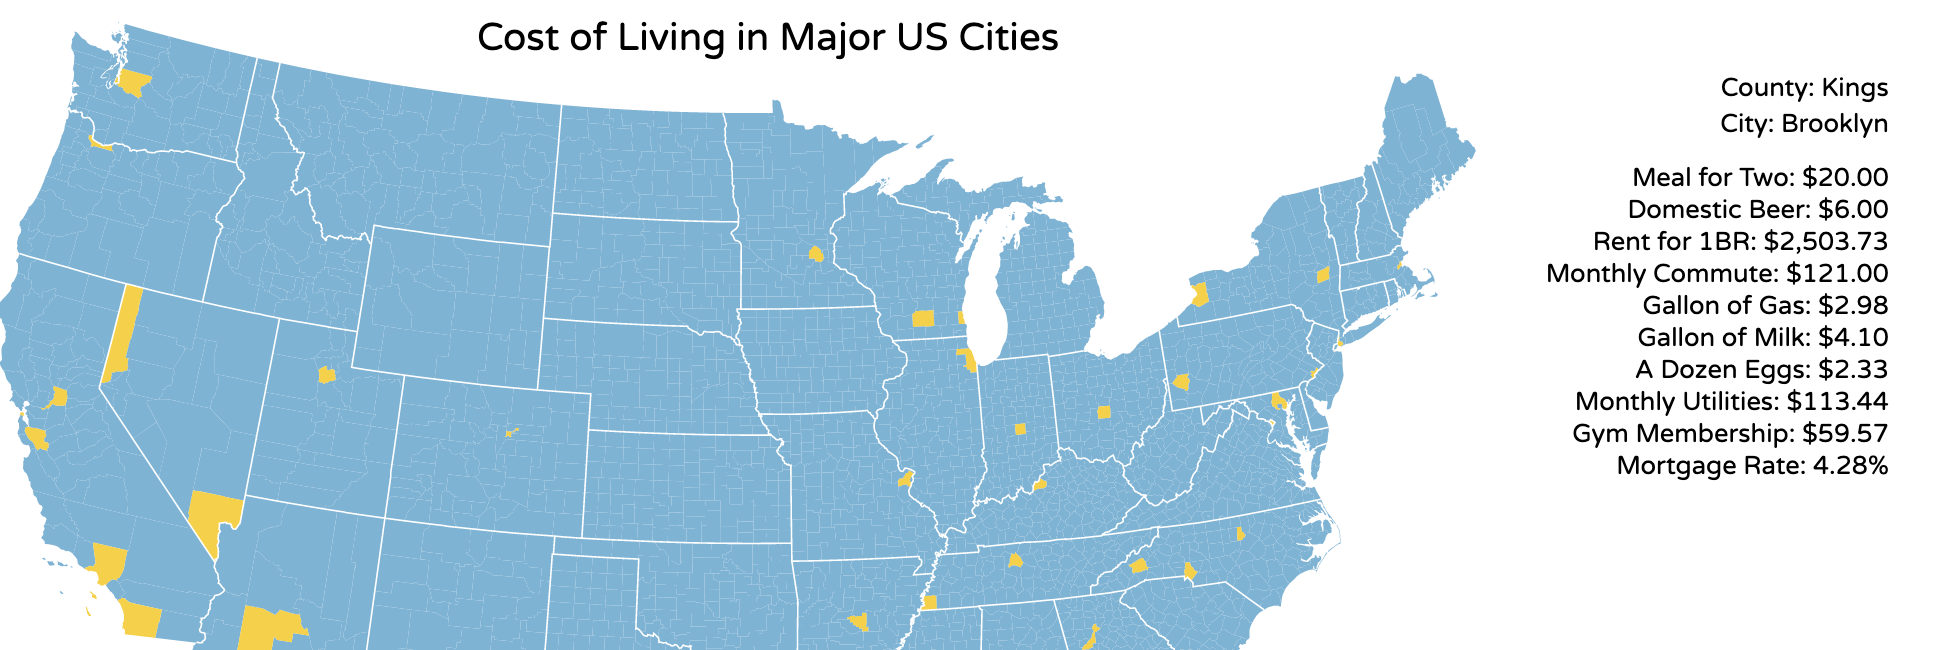 Cost of Living in Major US Cities
County: Kings
City: Brooklyn
Meal for Two: $20.00
Domestic Beer: $6.00
Rent for 1BR: $2,503.73
Monthly Commute: $121.00
Gallon of Gas: $2.98
Gallon of Milk: $4.10
A Dozen Eggs: $2.33
Monthly Utilities: $113.44
Gym Membership: $59.57
Mortgage Rate: 4.28%